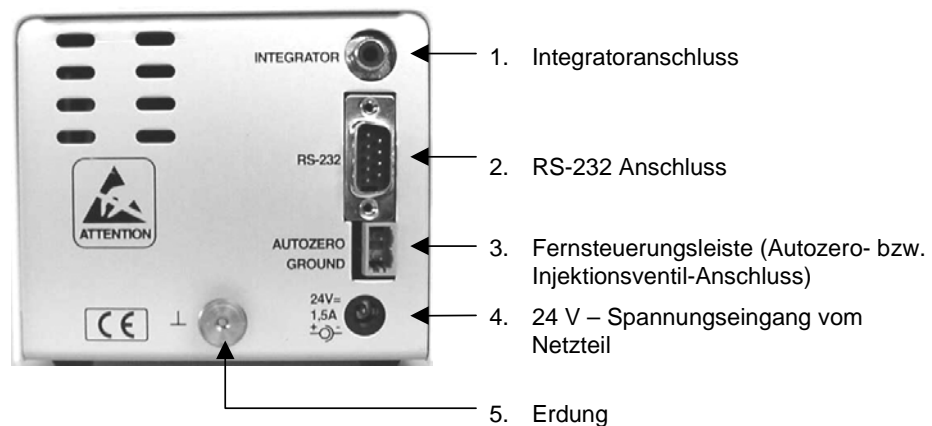 INTEGRATOR
RS-232
ATTENTION
AUTOZERO
GROUND
24V=
1,5A
+ -
CE
1. Integratoranschluss
2. RS-232 Anschluss
3. Fernsteuerungsleiste (Autozero- bzw.
Injektionsventil-Anschluss)
4. 24 V – Spannungseingang vom
Netzteil
5. Erdung